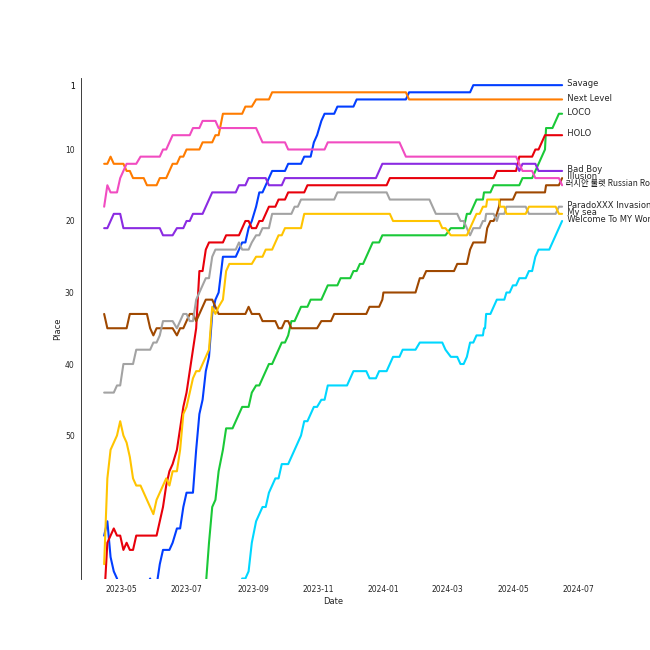 1
10
20
30
40
50
Place
2023-05
2023-07
2023-09
2023-11
2024-01
2024-03
2024-05
2024-07
Date
Savage
Next Level
LOCO
HOLO
Bad Boy
Illusion
러시안 룰렛 Russian Ro
ParadoXXX Invasion
My sea
Welcome To MY Wor